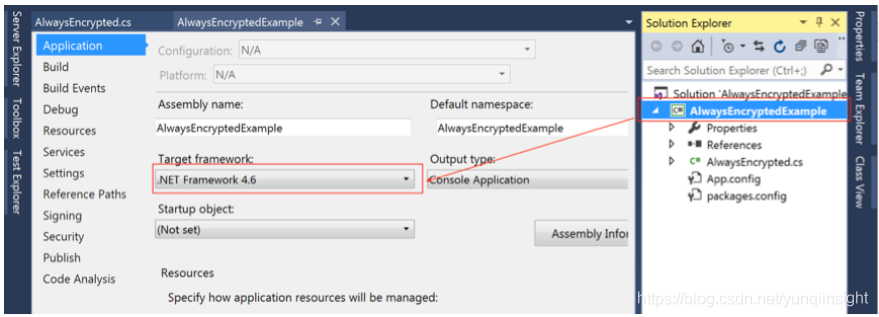 Server Explorer
Toolbox
Test Explorer
AlwaysEncrypted.cs
AlwaysEncryptedExample
Application
Build
Build Events
Debug
Resources
Services
Settings
Reference Paths
Signing
Security
Publish
Code Analysis
Configuration: N/A
Platform: N/A
Assembly name:
Default namespace:
AlwaysEncryptedExample
AlwaysEncryptedExample
Target framework:
Output type:
.NET Framework 4.6
Console Application
Startup object:
(Not set)
Assembly Infor
Resources
Specify how application resources will be managed:
Solution Explorer
Search Solution Explorer (Ctrl+;)
Solution 'AlwaysEncryptedExample
C# AlwaysEncryptedExample
Properties
References
C# AlwaysEncrypted.cs
App.config
packages.config
Properties
Team Explorer
Class View
https://blog.csdn.net/yunqiinsight